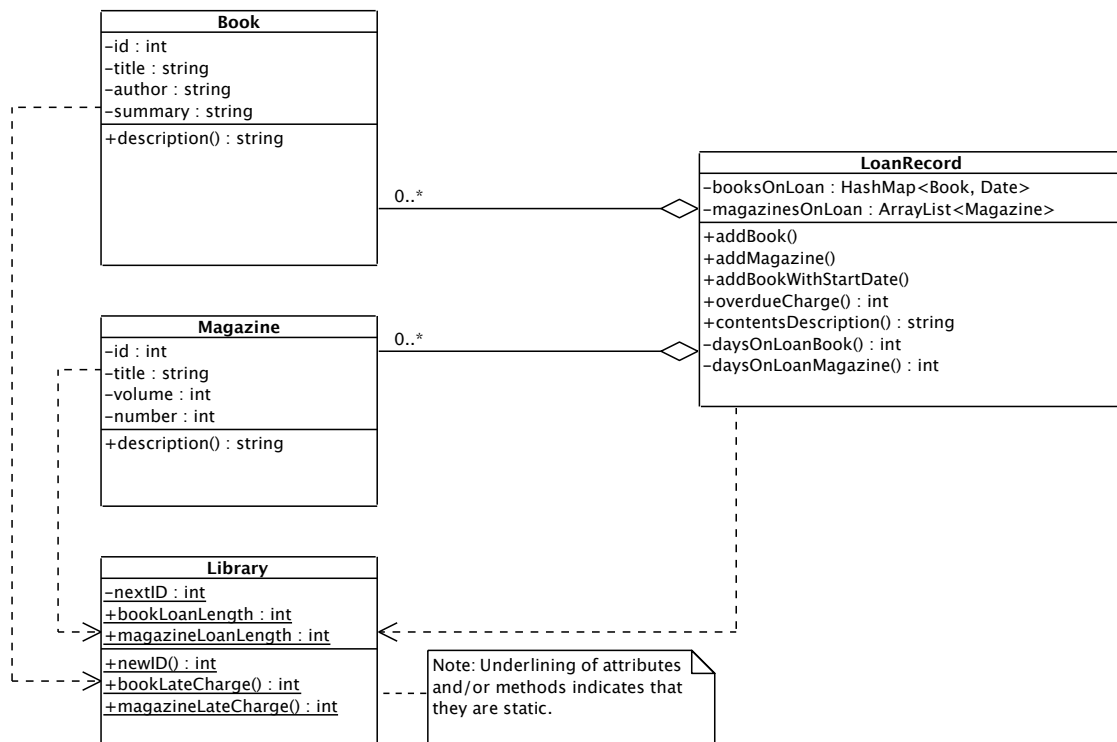 Book
-id : int
-title : string
-author : string
-summary : string
+description() : string
0..*
LoanRecord
-booksOnLoan : HashMap<Book, Date>
-magazinesOnLoan : ArrayList<Magazine>
+addBook()
+addMagazine()
+addBookWithStartDate()
+overdueCharge() : int
+contentsDescription() : string
-daysOnLoanBook() : int
-daysOnLoanMagazine() : int
Magazine
-id : int
-title : string
-volume : int
-number : int
+description() : string
0..*
Library
-nextID : int
+bookLoanLength : int
+magazineLoanLength : int
+newID() : int
+bookLateCharge() : int
+magazineLateCharge() : int
Note: Underlining of attributes
and/or methods indicates that
they are static.